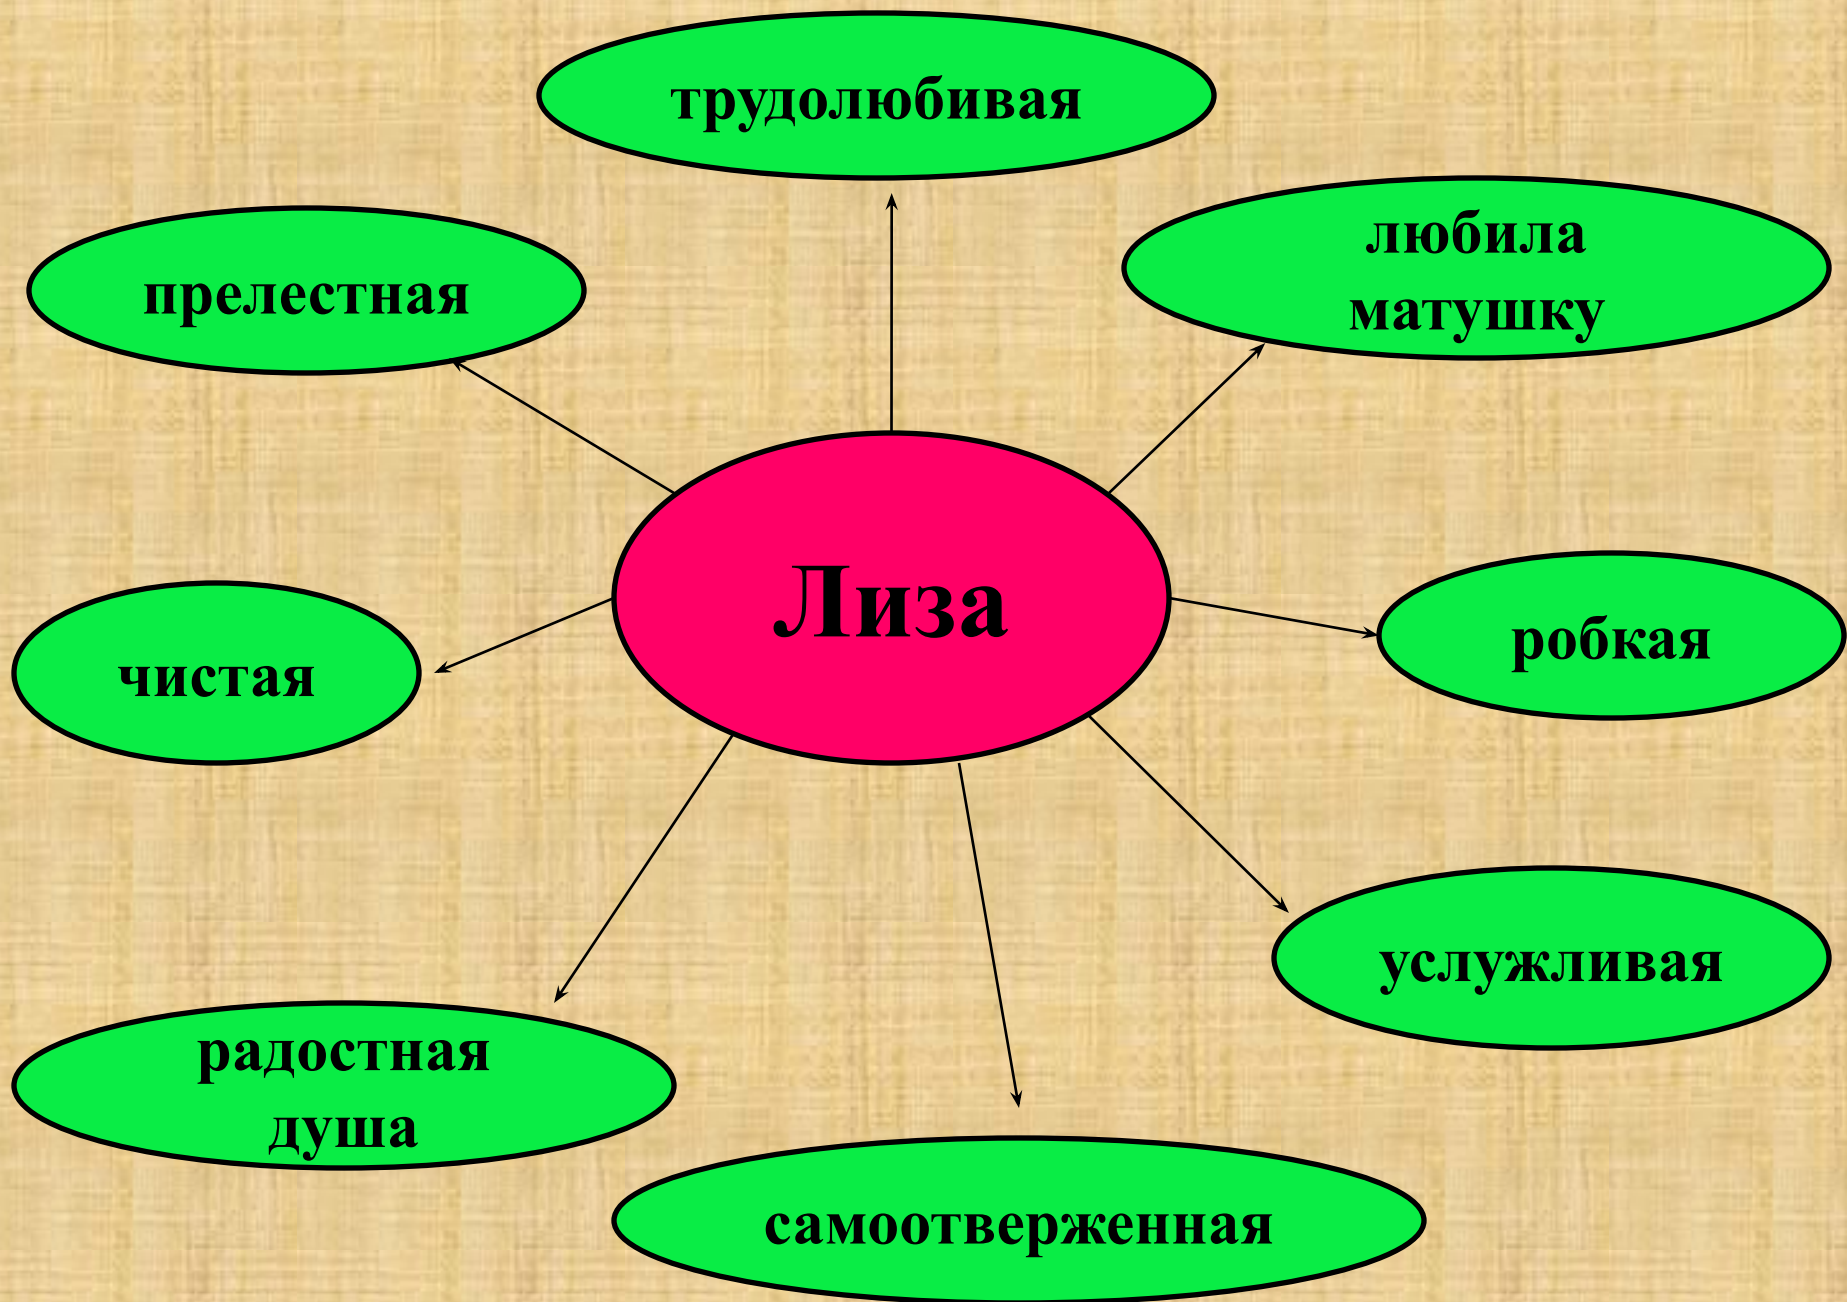 трудолюбивая
любила
матушку
прелестная
Лиза
робкая
чистая
услужливая
радостная
душа
самоотверженная